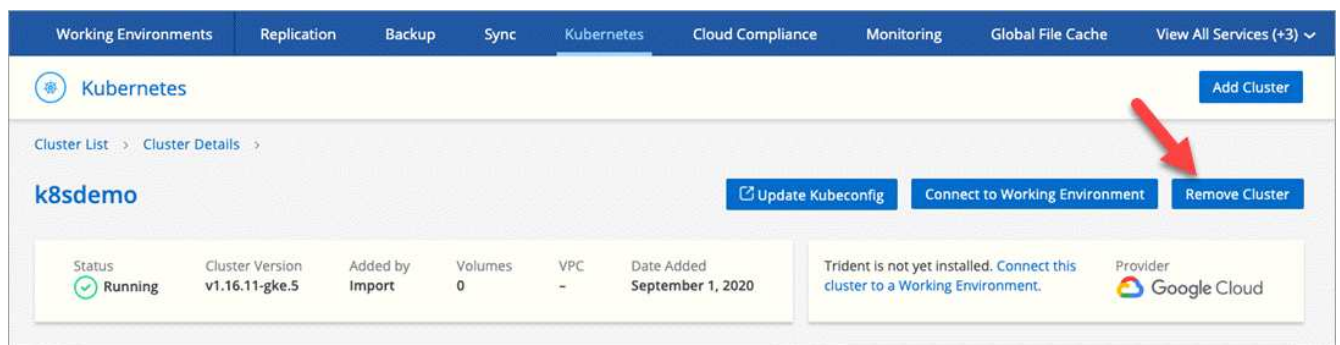 Working Environments Replication Backup Sync Kubernetes Cloud Compliance Monitoring Global File Cache View All Services (+3)
Kubernetes Add Cluster
Cluster List > Cluster Details >
k8sdemo Update Kubeconfig Connect to Working Environment Remove Cluster
Status Cluster Version Added by Volumes VPC Date Added
Running v1.16.11-gke.5 Import 0 – September 1, 2020
Trident is not yet installed. Connect this
cluster to a Working Environment.
Provider
Google Cloud